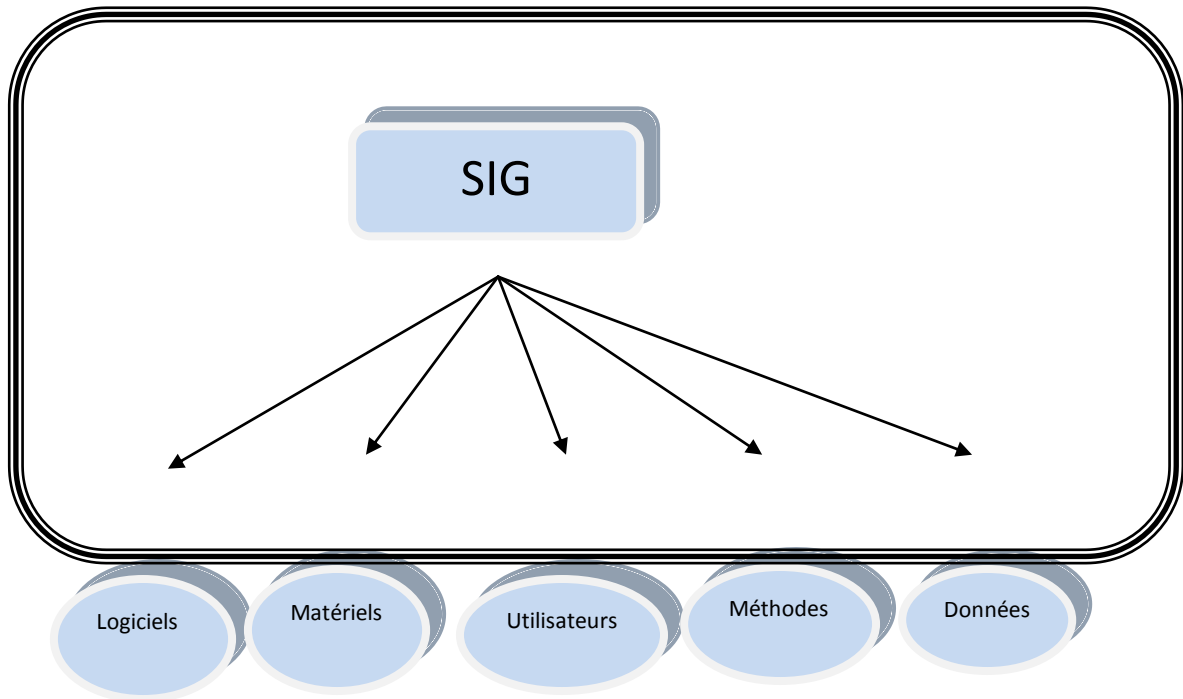 SIG
Logiciels
Matériels
Utilisateurs
Méthodes
Données